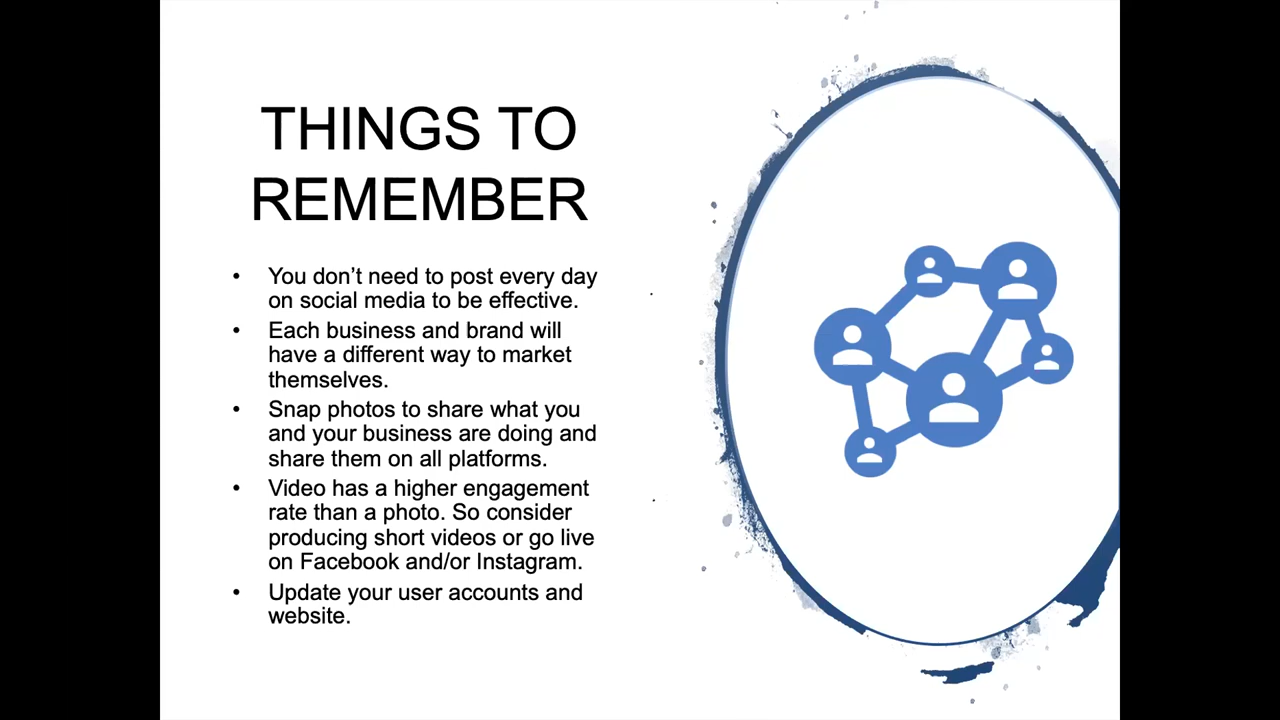 THINGS TO
REMEMBER
• You don’t need to post every day
on social media to be effective.
• Each business and brand will
have a different way to market
themselves.
• Snap photos to share what you
and your business are doing and
share them on all platforms.
• Video has a higher engagement
rate than a photo. So consider
producing short videos or go live
on Facebook and/or Instagram.
• Update your user accounts and
website.